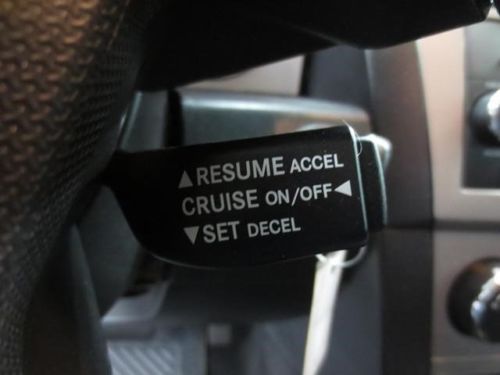 ▲RESUME ACCEL
CRUISE ON/OFF◀
▼SET DECEL